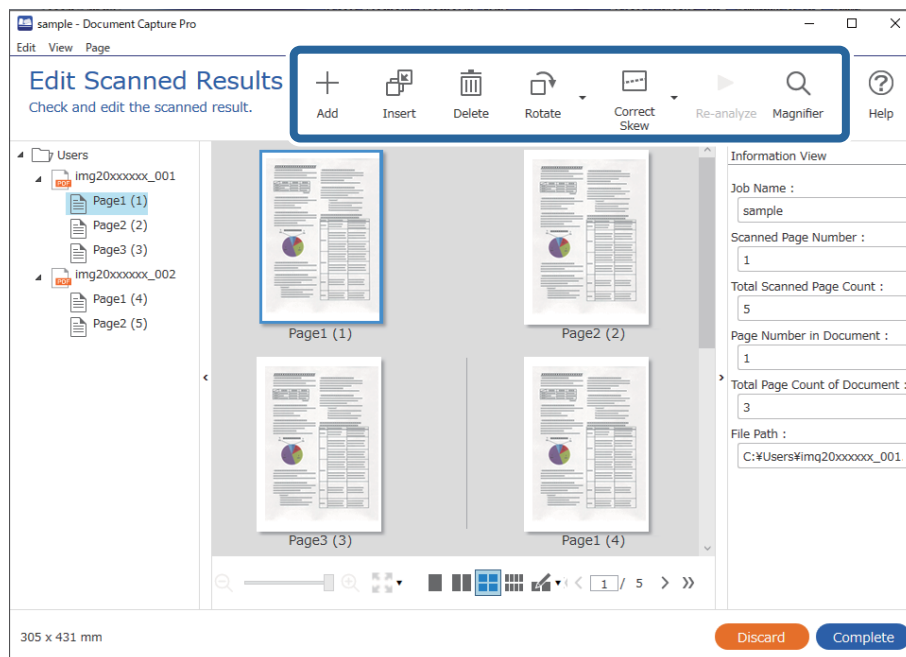 sample - Document Capture Pro
Edit View Page
Edit Scanned Results
Check and edit the scanned result.
Add
Insert
Delete
Rotate
Correct
Skew
Re-analyze
Magnifier
Help
Users
img20xxxxxx_001
PDF
Page1 (1)
Page2 (2)
Page3 (3)
img20xxxxxx_002
PDF
Page1 (4)
Page2 (5)
Page1 (1)
Page2 (2)
Page3 (3)
Page1 (4)
Information View
Job Name :
sample
Scanned Page Number :
1
Total Scanned Page Count :
5
Page Number in Document :
1
Total Page Count of Document :
3
File Path :
C:¥Users¥img20xxxxxx_001
1 / 5
305 x 431 mm
Discard
Complete